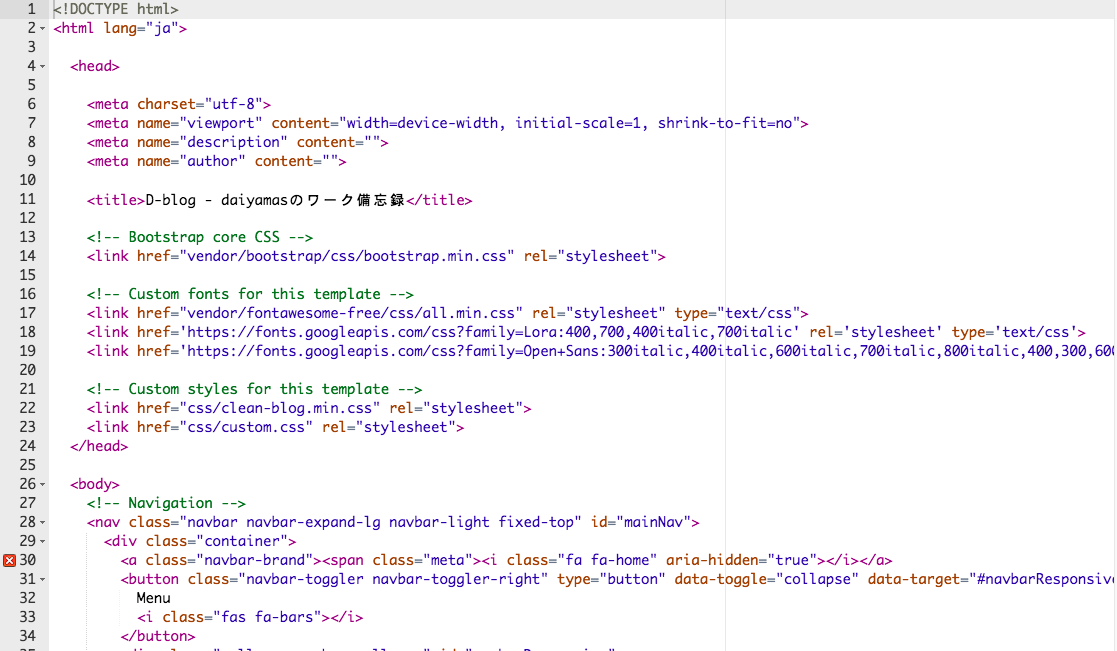 1 <!DOCTYPE html>
2 <html lang="ja">
3
4 <head>
5
6 <meta charset="utf-8">
7 <meta name="viewport" content="width=device-width, initial-scale=1, shrink-to-fit=no">
8 <meta name="description" content="">
9 <meta name="author" content="">
10
11 <title>D-blog - daiyamasのワーク備忘録</title>
12
13 <!-- Bootstrap core CSS -->
14 <link href="vendor/bootstrap/css/bootstrap.min.css" rel="stylesheet">
15
16 <!-- Custom fonts for this template -->
17 <link href="vendor/fontawesome-free/css/all.min.css" rel="stylesheet" type="text/css">
18 <link href='https://fonts.googleapis.com/css?family=Lora:400,700,400italic,700italic' rel='stylesheet' type='text/css'>
19 <link href='https://fonts.googleapis.com/css?family=Open+Sans:300italic,400italic,600italic,700italic,800italic,400,300,600
20
21 <!-- Custom styles for this template -->
22 <link href="css/clean-blog.min.css" rel="stylesheet">
23 <link href="css/custom.css" rel="stylesheet">
24 </head>
25
26 <body>
27 <!-- Navigation -->
28 <nav class="navbar navbar-expand-lg navbar-light fixed-top" id="mainNav">
29 <div class="container">
30 <a class="navbar-brand"><span class="meta"><i class="fa fa-home" aria-hidden="true"></i></a>
31 <button class="navbar-toggler navbar-toggler-right" type="button" data-toggle="collapse" data-target="#navbarResponsive
32 Menu
33 <i class="fas fa-bars"></i>
34 </button>